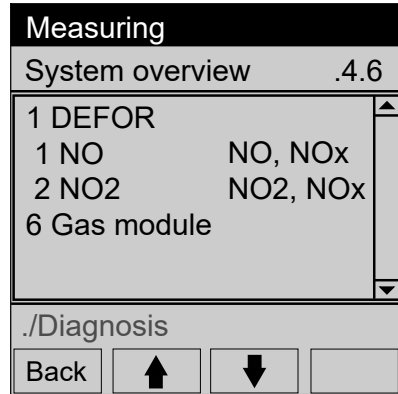 Measuring
System overview .4.6
1 DEFOR
1 NO NO, NOx
2 NO2 NO2, NOx
6 Gas module
./Diagnosis
Back